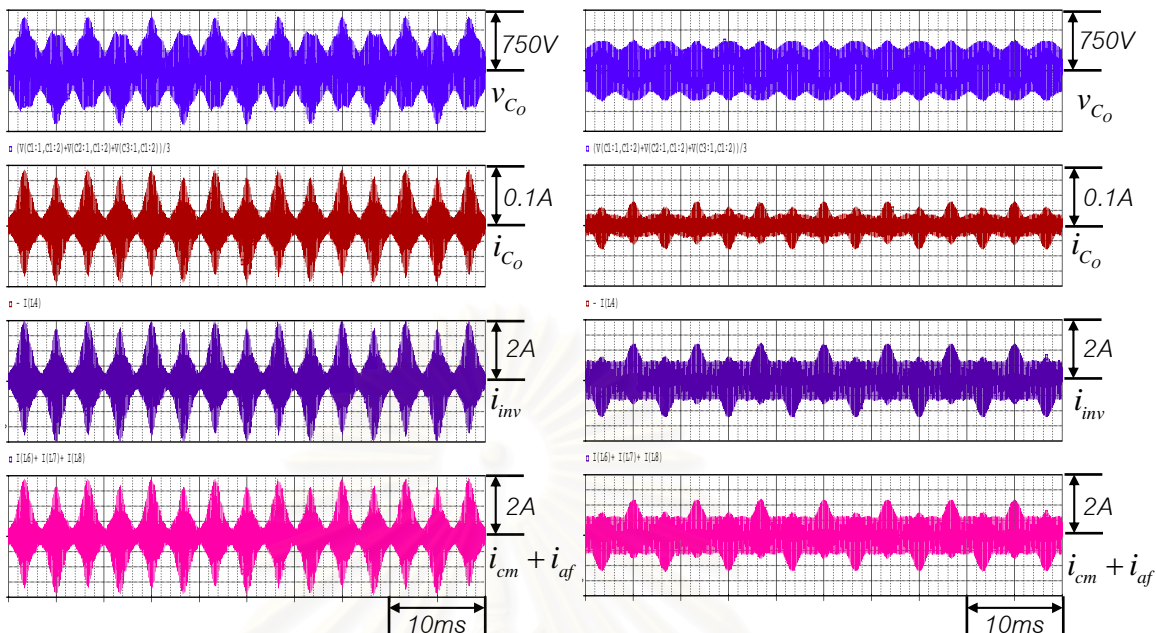 750V
v_{C_o}
▯ (V(C1:1,C1:2)+V(C2:1,C1:2)+V(C3:1,C1:2))/3
0.1A
i_{C_o}
▯ - I(L4)
2A
i_{inv}
▯ I(L6)+ I(L7)+ I(L8)
2A
i_{cm} + i_{af}
10ms
750V
v_{C_o}
▯ (V(C1:1,C1:2)+V(C2:1,C1:2)+V(C3:1,C1:2))/3
0.1A
i_{C_o}
▯ - I(L4)
2A
i_{inv}
▯ I(L6)+ I(L7)+ I(L8)
2A
i_{cm} + i_{af}
10ms